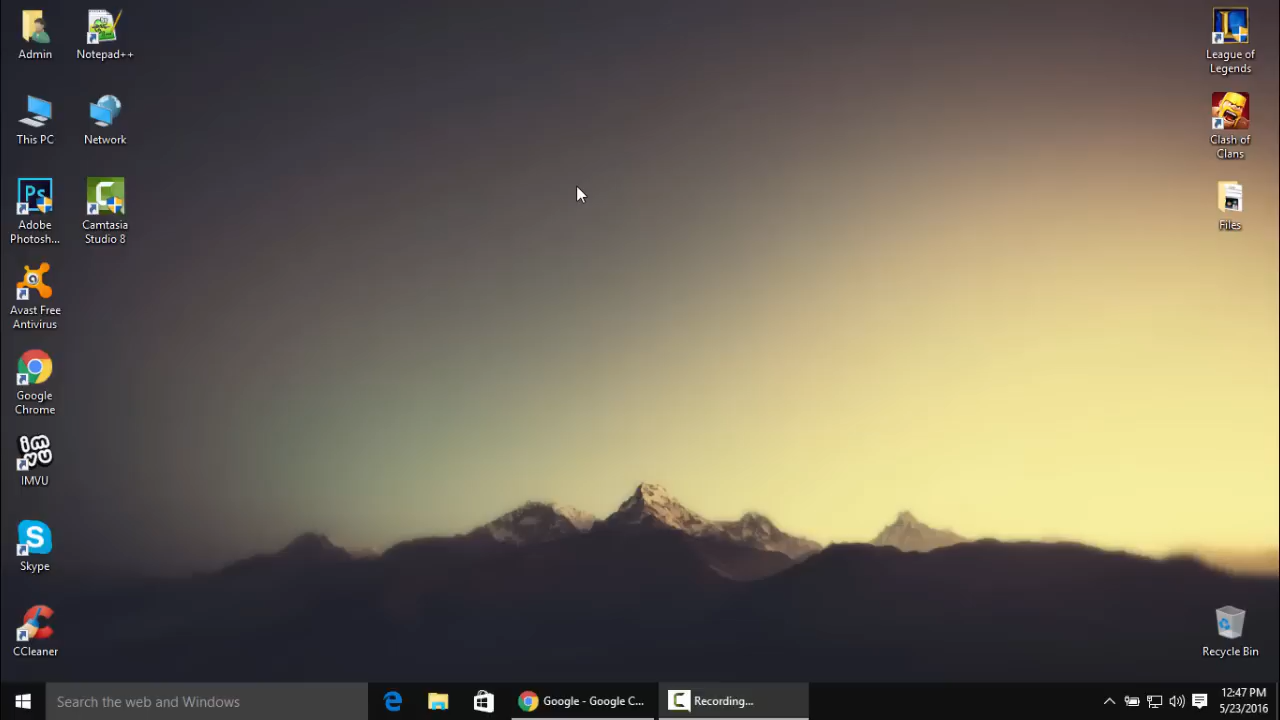 Admin
Notepad++
This PC
Network
Ps
Adobe
Photosh...
Camtasia
Studio 8
Avast Free
Antivirus
Google
Chrome
imvu
IMVU
S
Skype
CCleaner
L
League of
Legends
Clash of
Clans
Files
Recycle Bin
Search the web and Windows
Google - Google C...
Recording...
12:47 PM
5/23/2016